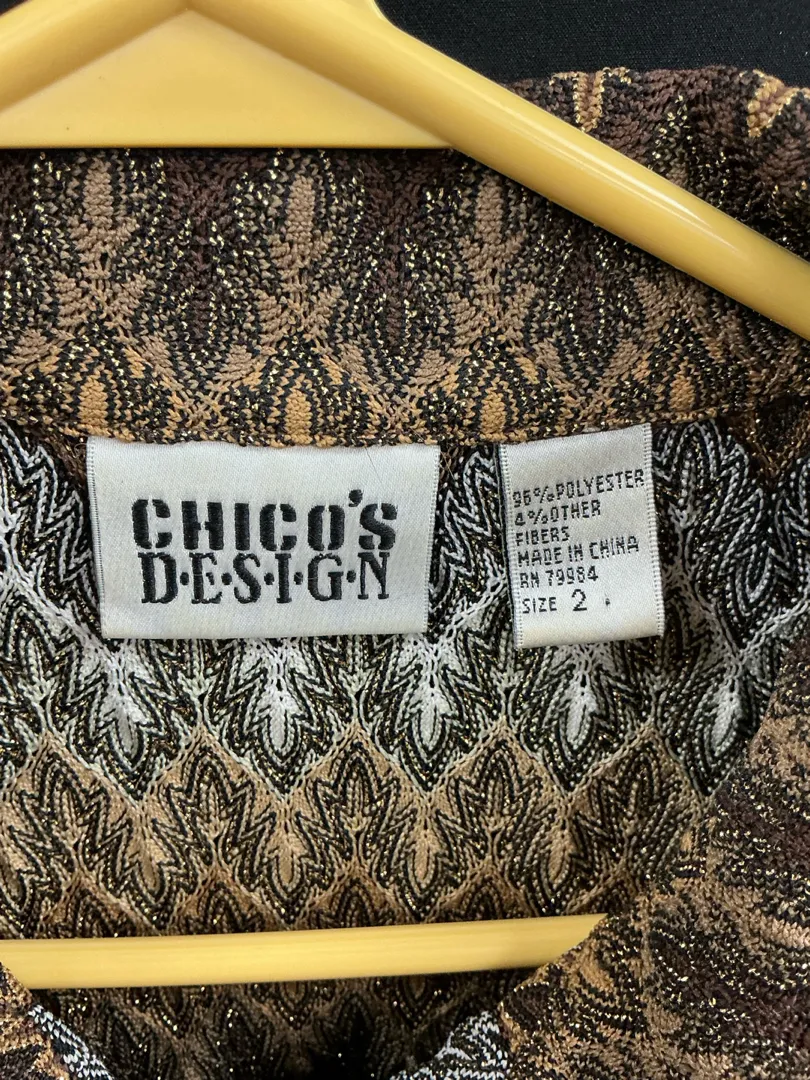 CHICO'S
D·E·S·I·G·N
96%POLYESTER
4%OTHER
FIBERS
MADE IN CHINA
RN 79984
SIZE 2